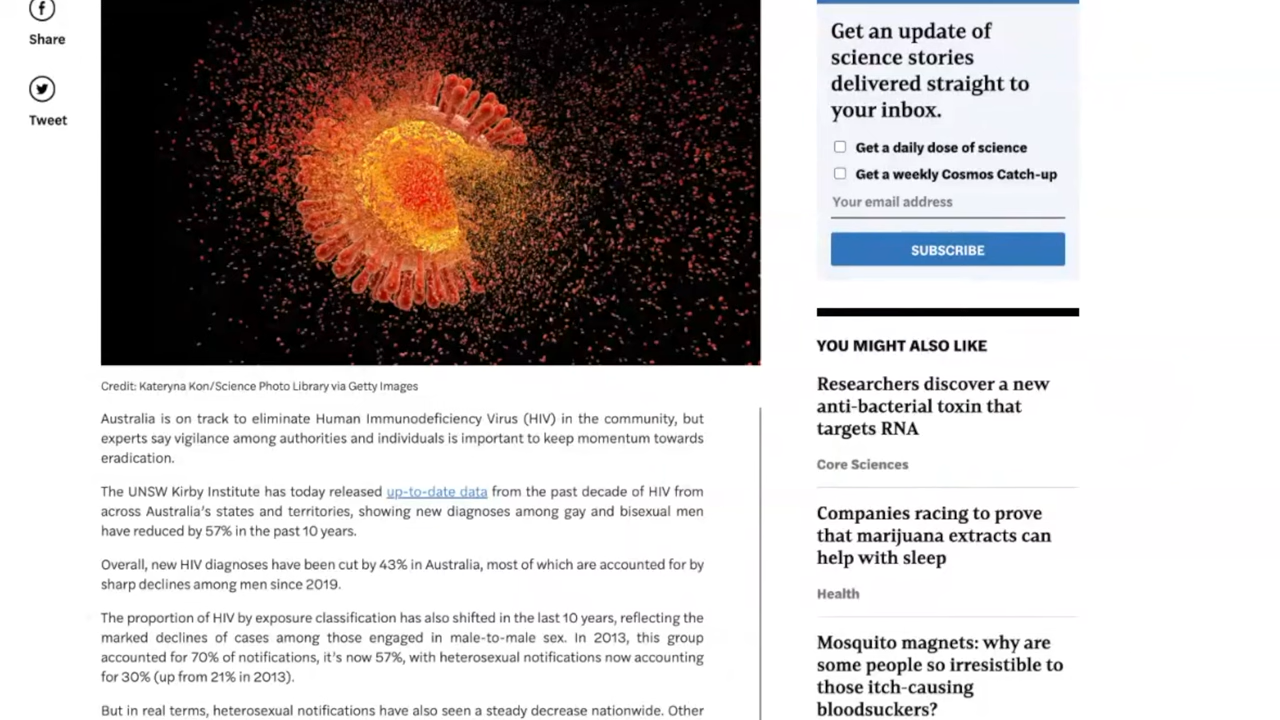 Share
Tweet
Credit: Kateryna Kon/Science Photo Library via Getty Images
Australia is on track to eliminate Human Immunodeficiency Virus (HIV) in the community, but
experts say vigilance among authorities and individuals is important to keep momentum towards
eradication.
The UNSW Kirby Institute has today released up-to-date data from the past decade of HIV from
across Australia's states and territories, showing new diagnoses among gay and bisexual men
have reduced by 57% in the past 10 years.
Overall, new HIV diagnoses have been cut by 43% in Australia, most of which are accounted for by
sharp declines among men since 2019.
The proportion of HIV by exposure classification has also shifted in the last 10 years, reflecting the
marked declines of cases among those engaged in male-to-male sex. In 2013, this group
accounted for 70% of notifications, it's now 57%, with heterosexual notifications now accounting
for 30% (up from 21% in 2013).
But in real terms, heterosexual notifications have also seen a steady decrease nationwide. Other
Get an update of
science stories
delivered straight to
your inbox.
Get a daily dose of science
Get a weekly Cosmos Catch-up
Your email address
SUBSCRIBE
YOU MIGHT ALSO LIKE
Researchers discover a new
anti-bacterial toxin that
targets RNA
Core Sciences
Companies racing to prove
that marijuana extracts can
help with sleep
Health
Mosquito magnets: why are
some people so irresistible to
those itch-causing
bloodsuckers?